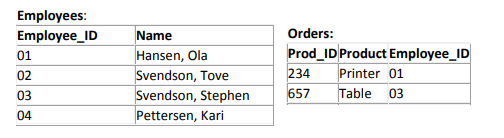 Employees:
Employee_ID Name
01 Hansen, Ola
02 Svendson, Tove
03 Svendson, Stephen
04 Pettersen, Kari
Orders:
Prod_ID Product Employee_ID
234 Printer 01
657 Table 03